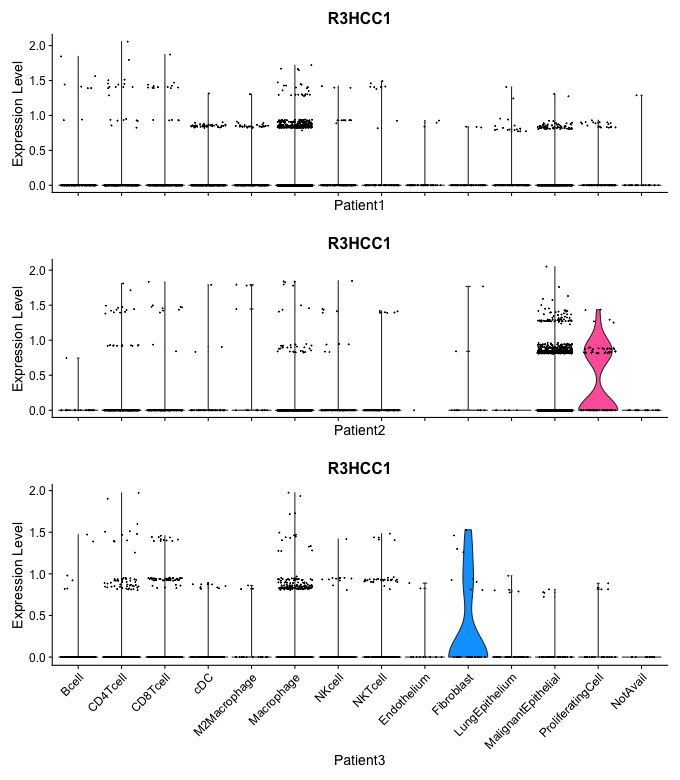 R3HCC1
Expression Level
2.0
1.5
1.0
0.5
0.0
Patient1
R3HCC1
Expression Level
2.0
1.5
1.0
0.5
0.0
Patient2
R3HCC1
Expression Level
2.0
1.5
1.0
0.5
0.0
Bcell
CD4Tcell
CD8Tcell
cDC
M2Macrophage
Macrophage
NKcell
NKTcell
Endothelium
Fibroblast
LungEpithelium
MalignantEpithelial
ProliferatingCell
NotAvail
Patient3